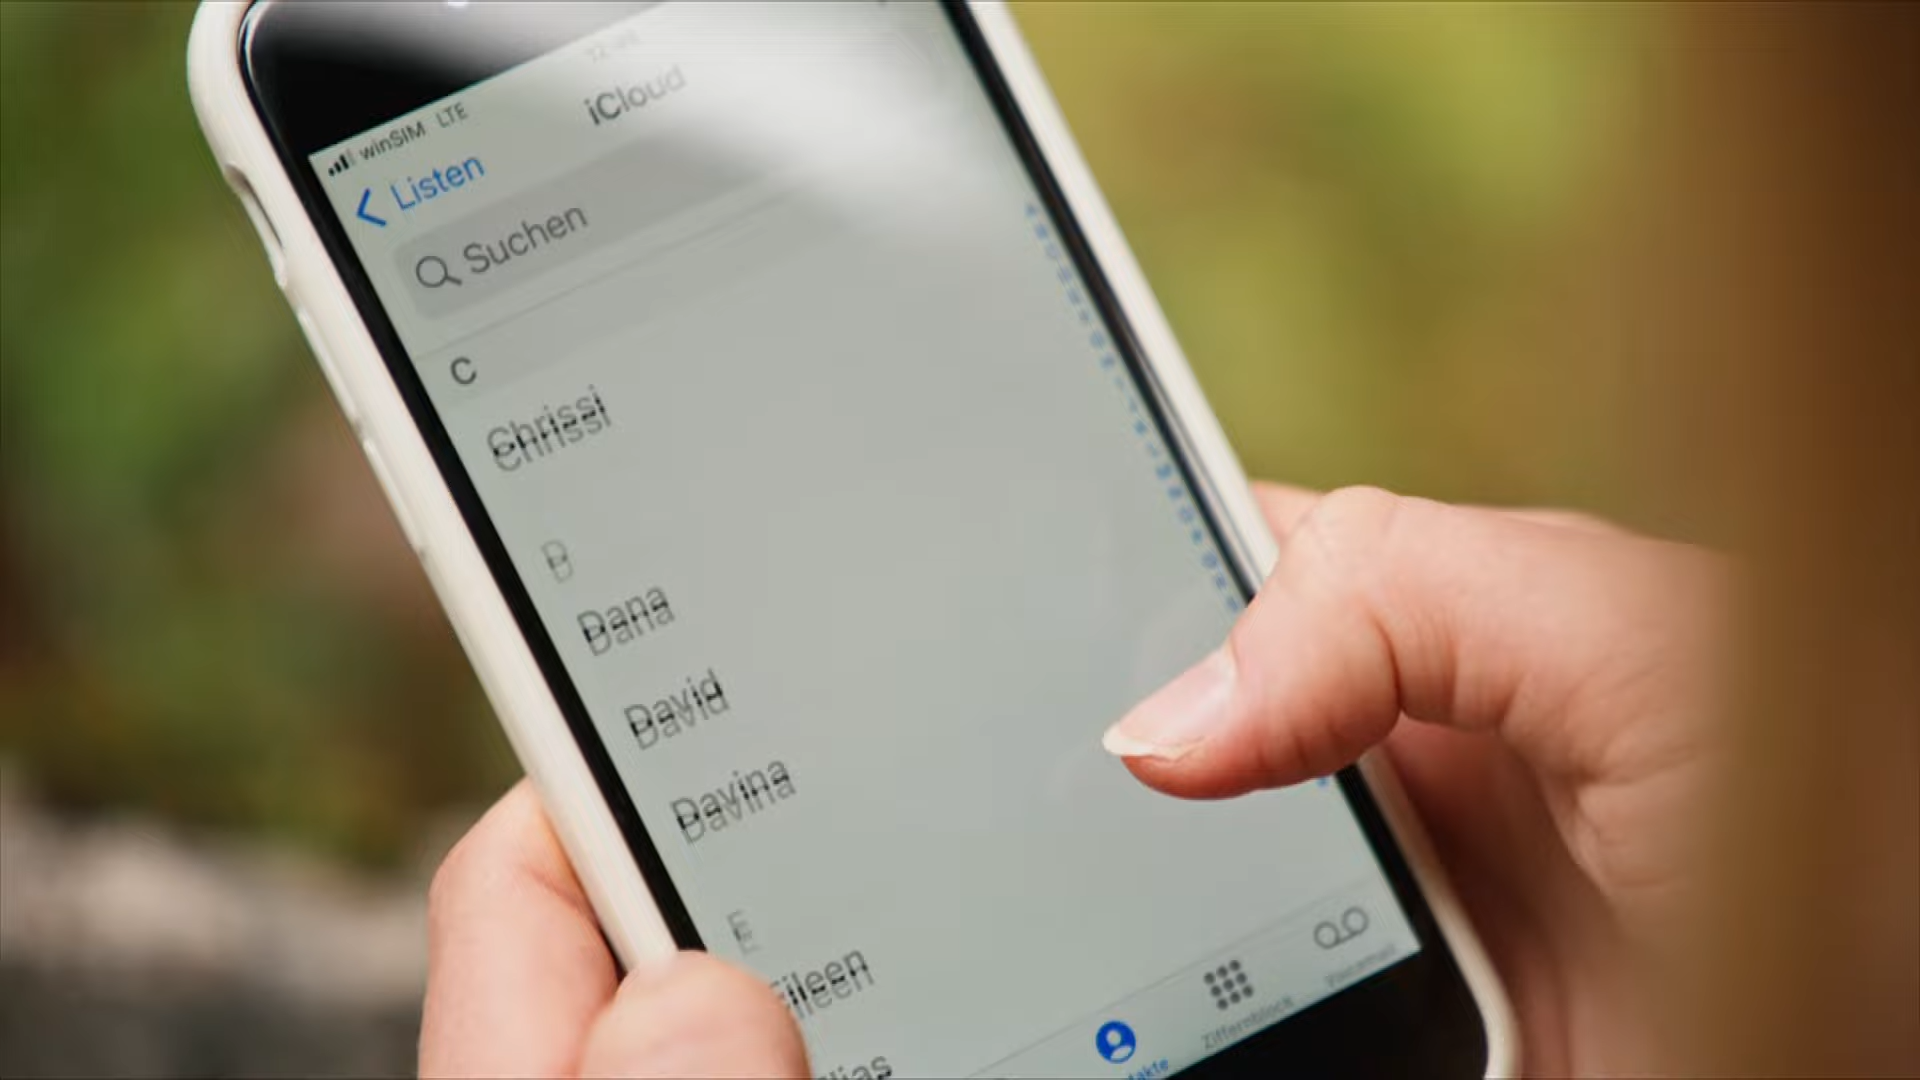 winSIM LTE
iCloud
Listen
Suchen
C
Chrissi
D
Dana
David
Davina
E
Eileen
Ziffernblock